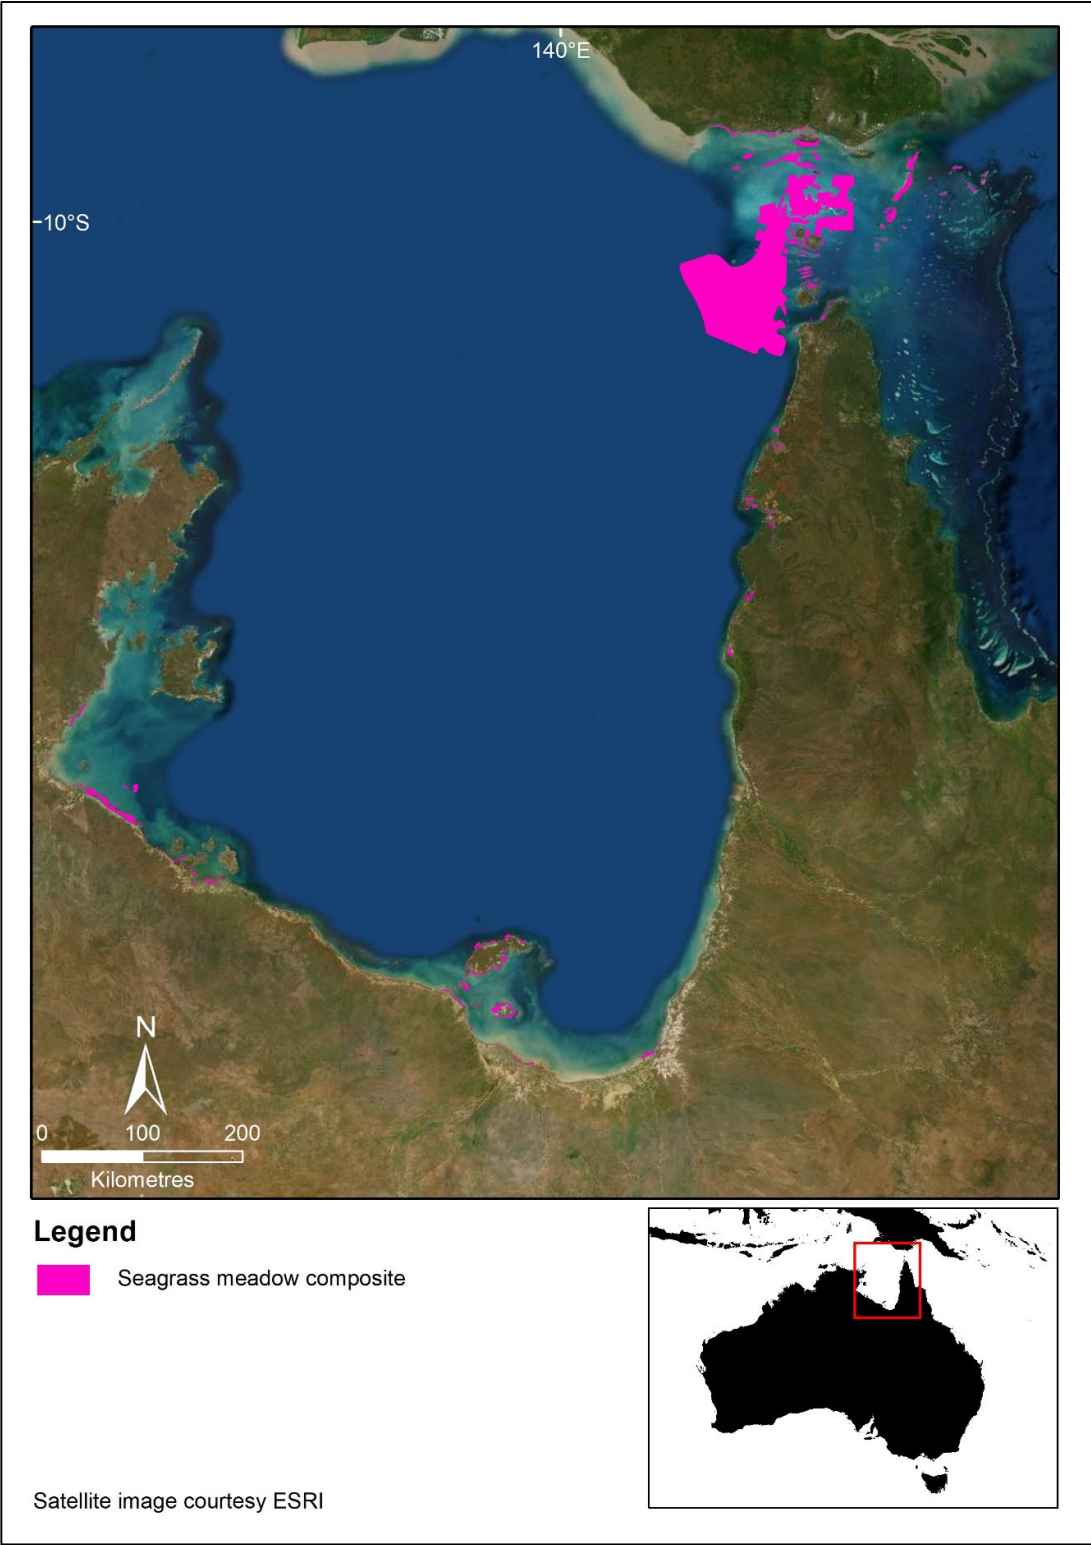 140°E
10°S
N
0 100 200
Kilometres
Legend
Seagrass meadow composite
Satellite image courtesy ESRI